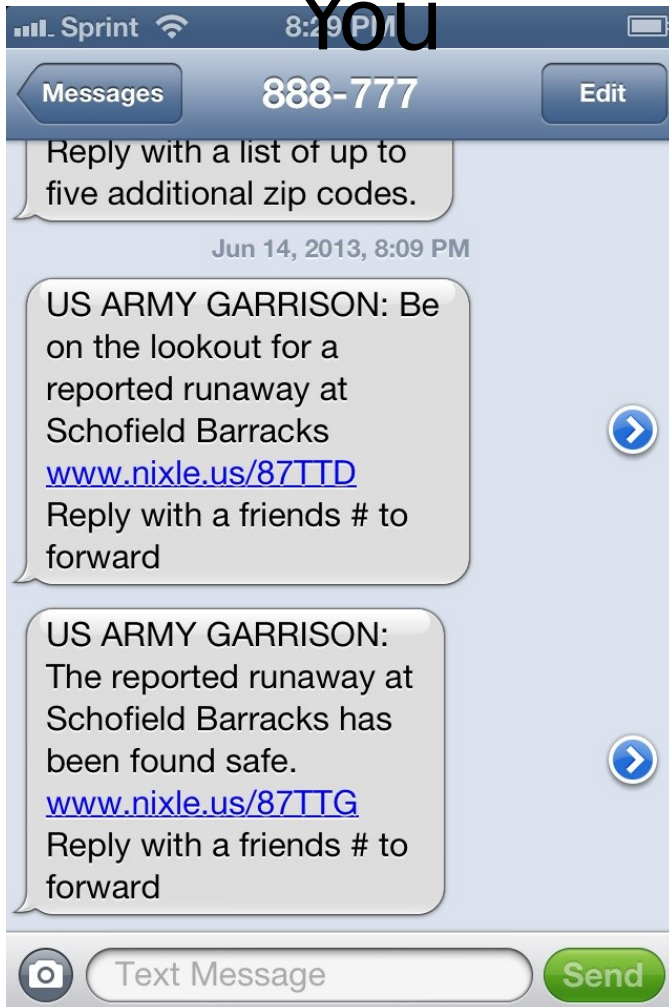 You
Sprint 8:29 PM
Messages 888-777 Edit
Reply with a list of up to
five additional zip codes.
Jun 14, 2013, 8:09 PM
US ARMY GARRISON: Be
on the lookout for a
reported runaway at
Schofield Barracks
www.nixle.us/87TTD
Reply with a friends # to
forward
US ARMY GARRISON:
The reported runaway at
Schofield Barracks has
been found safe.
www.nixle.us/87TTG
Reply with a friends # to
forward
Text Message Send